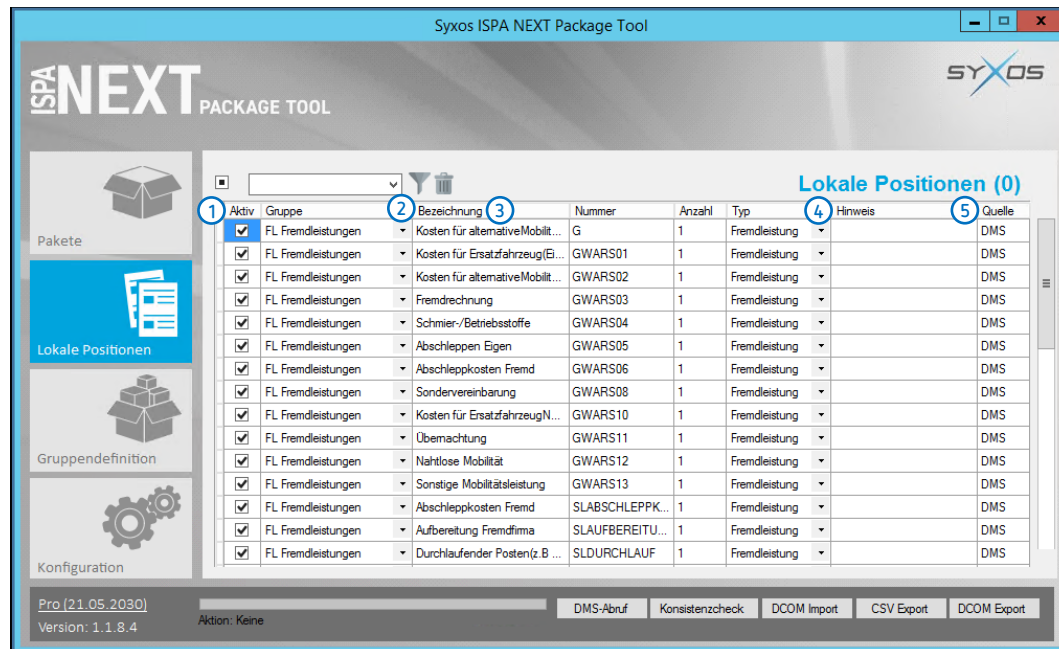 Syxos ISPA NEXT Package Tool
ISPA NEXT PACKAGE TOOL
SYXOS
Lokale Positionen (0)
1 Aktiv Gruppe 2 Bezeichnung 3 Nummer Anzahl Typ 4 Hinweis 5 Quelle
FL Fremdleistungen Kosten für alternativeMobilit... G 1 Fremdleistung DMS
FL Fremdleistungen Kosten für Ersatzfahrzeug(Ei... GWARS01 1 Fremdleistung DMS
FL Fremdleistungen Kosten für alternativeMobilit... GWARS02 1 Fremdleistung DMS
FL Fremdleistungen Fremdrechnung GWARS03 1 Fremdleistung DMS
FL Fremdleistungen Schmier-/Betriebsstoffe GWARS04 1 Fremdleistung DMS
FL Fremdleistungen Abschleppen Eigen GWARS05 1 Fremdleistung DMS
FL Fremdleistungen Abschleppkosten Fremd GWARS06 1 Fremdleistung DMS
FL Fremdleistungen Sondervereinbarung GWARS08 1 Fremdleistung DMS
FL Fremdleistungen Kosten für ErsatzfahrzeugN... GWARS10 1 Fremdleistung DMS
FL Fremdleistungen Übernachtung GWARS11 1 Fremdleistung DMS
FL Fremdleistungen Nahtlose Mobilität GWARS12 1 Fremdleistung DMS
FL Fremdleistungen Sonstige Mobilitätsleistung GWARS13 1 Fremdleistung DMS
FL Fremdleistungen Abschleppkosten Fremd SLABSCHLEPPK... 1 Fremdleistung DMS
FL Fremdleistungen Aufbereitung Fremdfirma SLAUFBEREITU... 1 Fremdleistung DMS
FL Fremdleistungen Durchlaufender Posten(z.B ... SLDURCHLAUF 1 Fremdleistung DMS
Pakete
Lokale Positionen
Gruppendefinition
Konfiguration
Pro (21.05.2030)
Version: 1.1.8.4
Aktion: Keine
DMS-Abruf Konsistenzcheck DCOM Import CSV Export DCOM Export